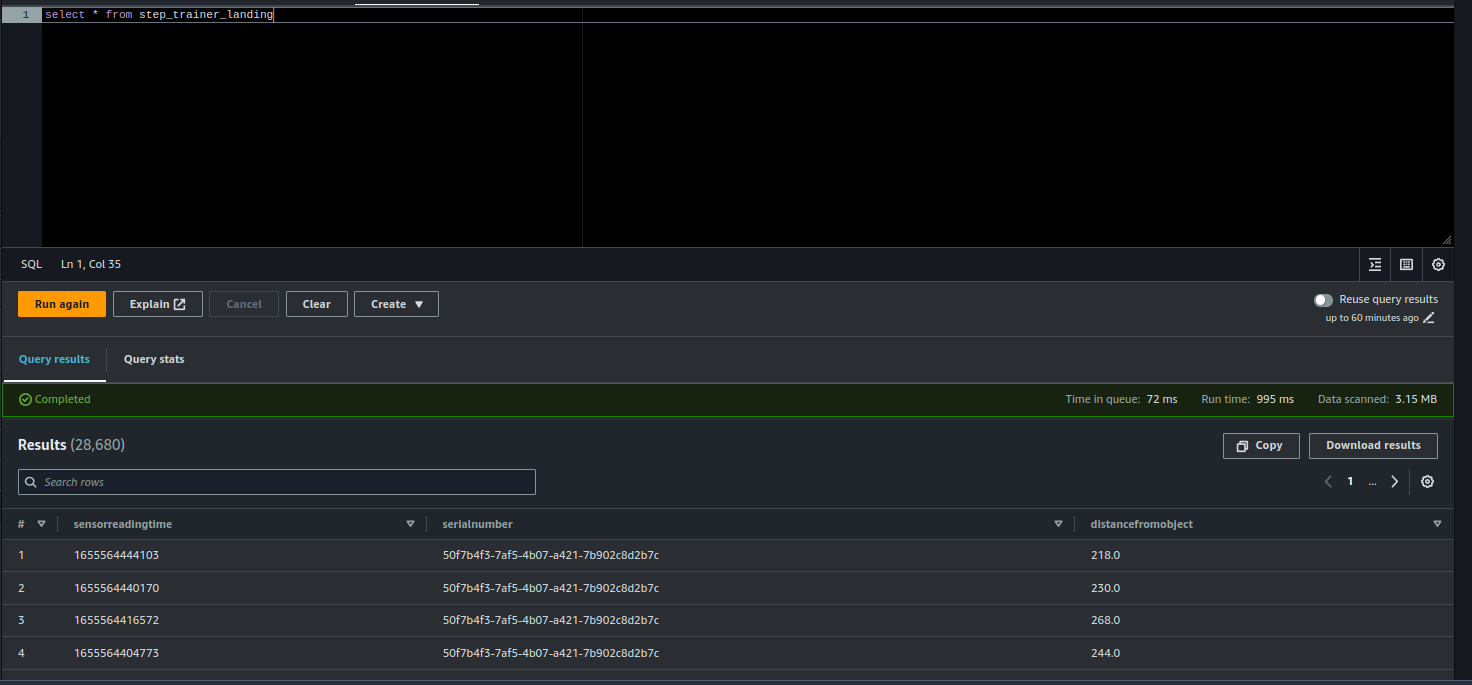 1 select * from step_trainer_landing
SQL Ln 1, Col 35
Run again Explain Cancel Clear Create Reuse query results
up to 60 minutes ago
Query results Query stats
Completed Time in queue: 72 ms Run time: 995 ms Data scanned: 3.15 MB
Results (28,680) Copy Download results
Search rows 1 ...
# sensorreadingtime serialnumber distancefromobject
1 1655564444103 50f7b4f3-7af5-4b07-a421-7b902c8d2b7c 218.0
2 1655564440170 50f7b4f3-7af5-4b07-a421-7b902c8d2b7c 230.0
3 1655564416572 50f7b4f3-7af5-4b07-a421-7b902c8d2b7c 268.0
4 1655564404773 50f7b4f3-7af5-4b07-a421-7b902c8d2b7c 244.0